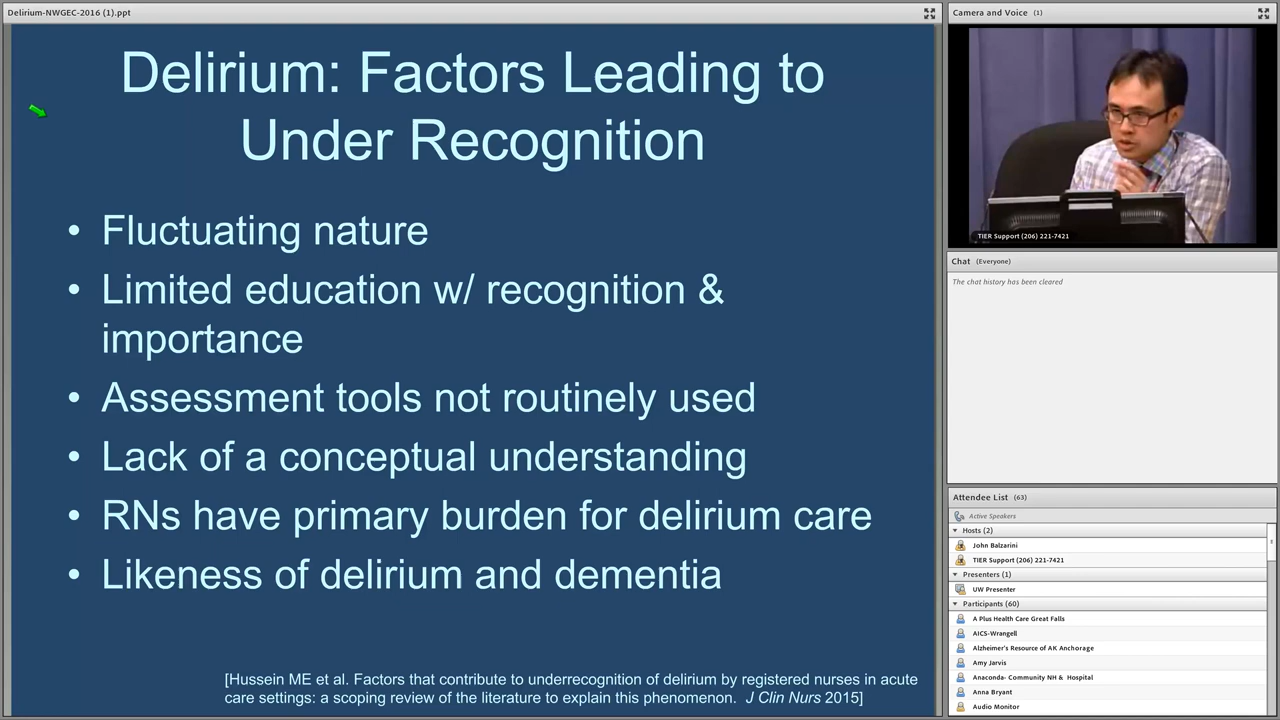 Delirium-NWGEC-2016 (1).ppt
Delirium: Factors Leading to
Under Recognition
• Fluctuating nature
• Limited education w/ recognition &
importance
• Assessment tools not routinely used
• Lack of a conceptual understanding
• RNs have primary burden for delirium care
• Likeness of delirium and dementia
[Hussein ME et al. Factors that contribute to underrecognition of delirium by registered nurses in acute
care settings: a scoping review of the literature to explain this phenomenon. J Clin Nurs 2015]
Camera and Voice (1)
TIER Support (206) 221-7421
Chat (Everyone)
The chat history has been cleared
Attendee List (63)
Active Speakers
Hosts (2)
John Balzarini
TIER Support (206) 221-7421
Presenters (1)
UW Presenter
Participants (60)
A Plus Health Care Great Falls
AICS-Wrangell
Alzheimer's Resource of AK Anchorage
Amy Jarvis
Anaconda- Community NH & Hospital
Anna Bryant
Audio Monitor